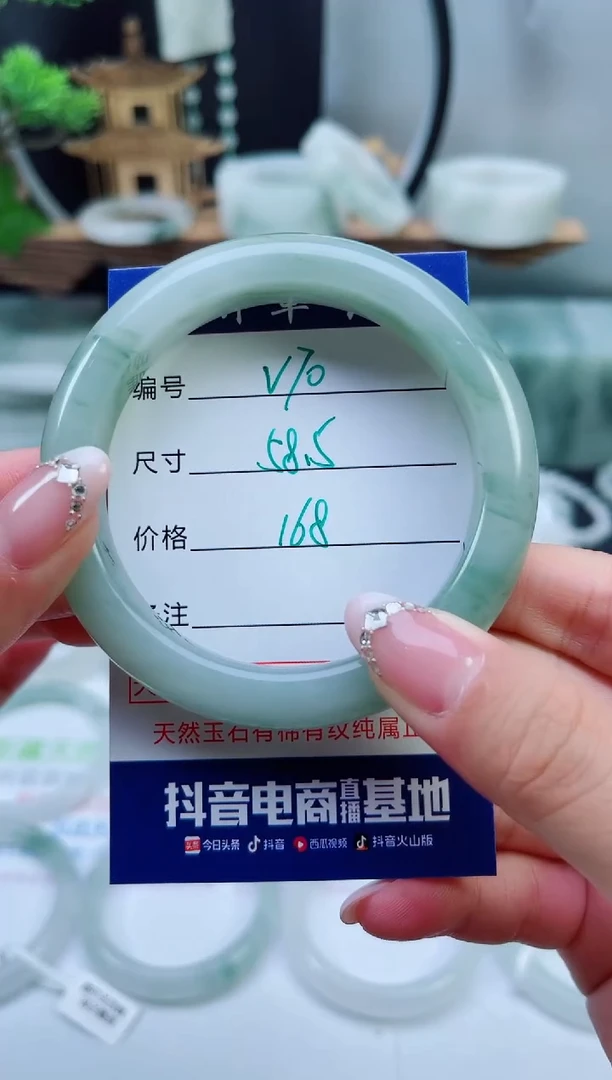 编号 V70
尺寸 58.5
价格 168
注
天然玉石有棉有纹纯属正
抖音电商直播基地
头条 今日头条 抖音 西瓜视频 抖音火山版